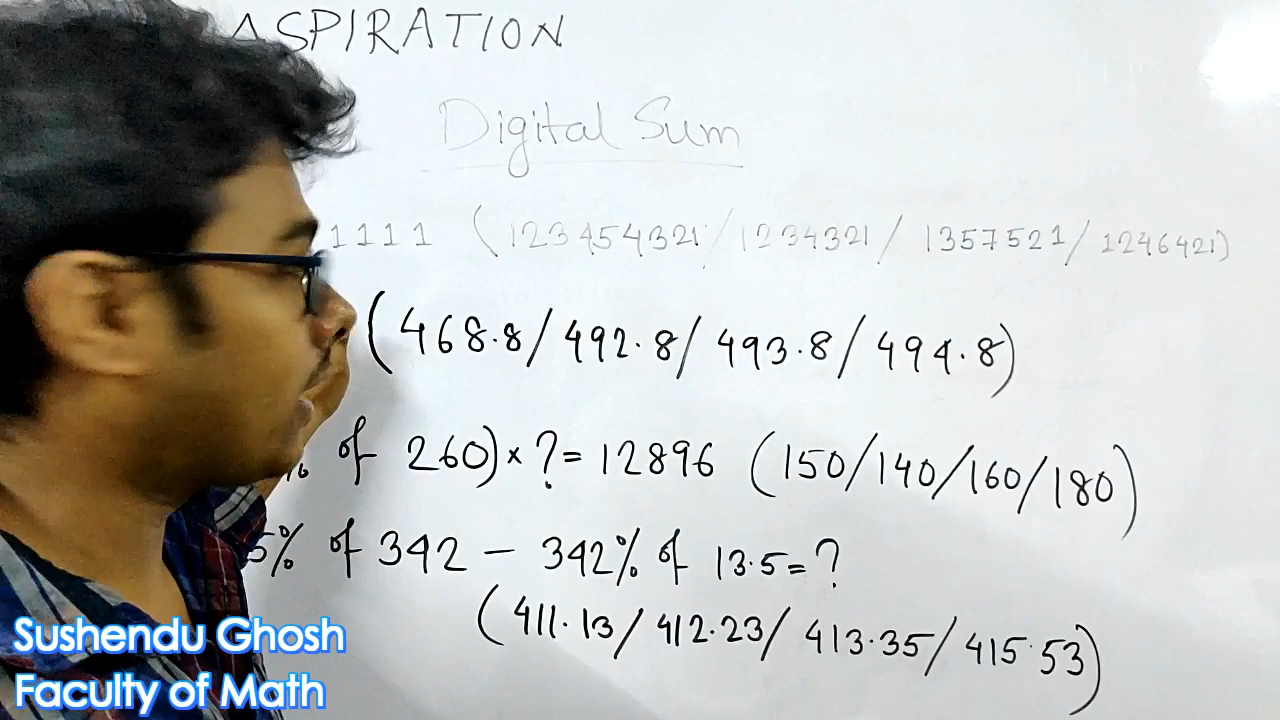 ASPIRATION
Digital Sum
1111 (123454321/1234321/1357521/1246421)
(468.8/492.8/493.8/494.8)
% of 260)×?=12896 (150/140/160/180)
5% of 342 – 342% of 13.5=?
(411.13/412.23/413.35/415.53)
Sushendu Ghosh
Faculty of Math